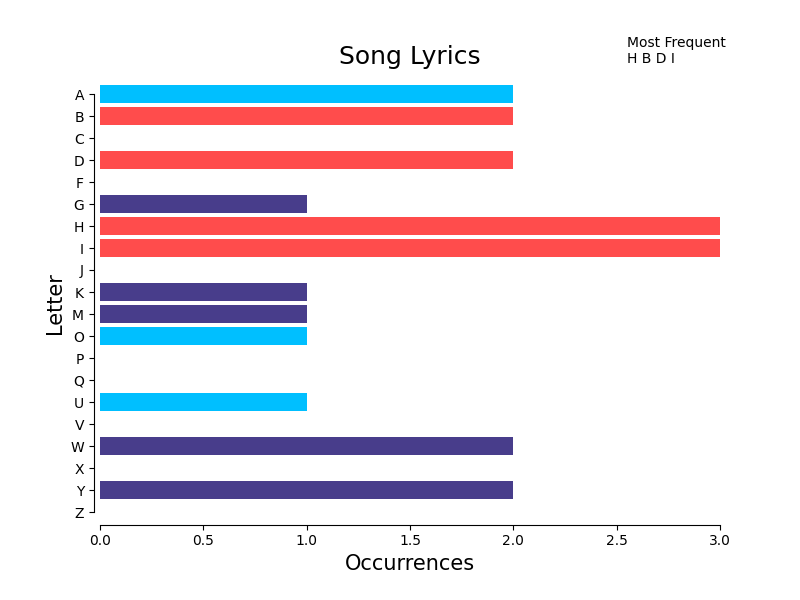 Most Frequent
H B D I
Song Lyrics
A
B
C
D
F
G
H
I
J
K
M
O
P
Q
U
V
W
X
Y
Z
Letter
0.0 0.5 1.0 1.5 2.0 2.5 3.0
Occurrences